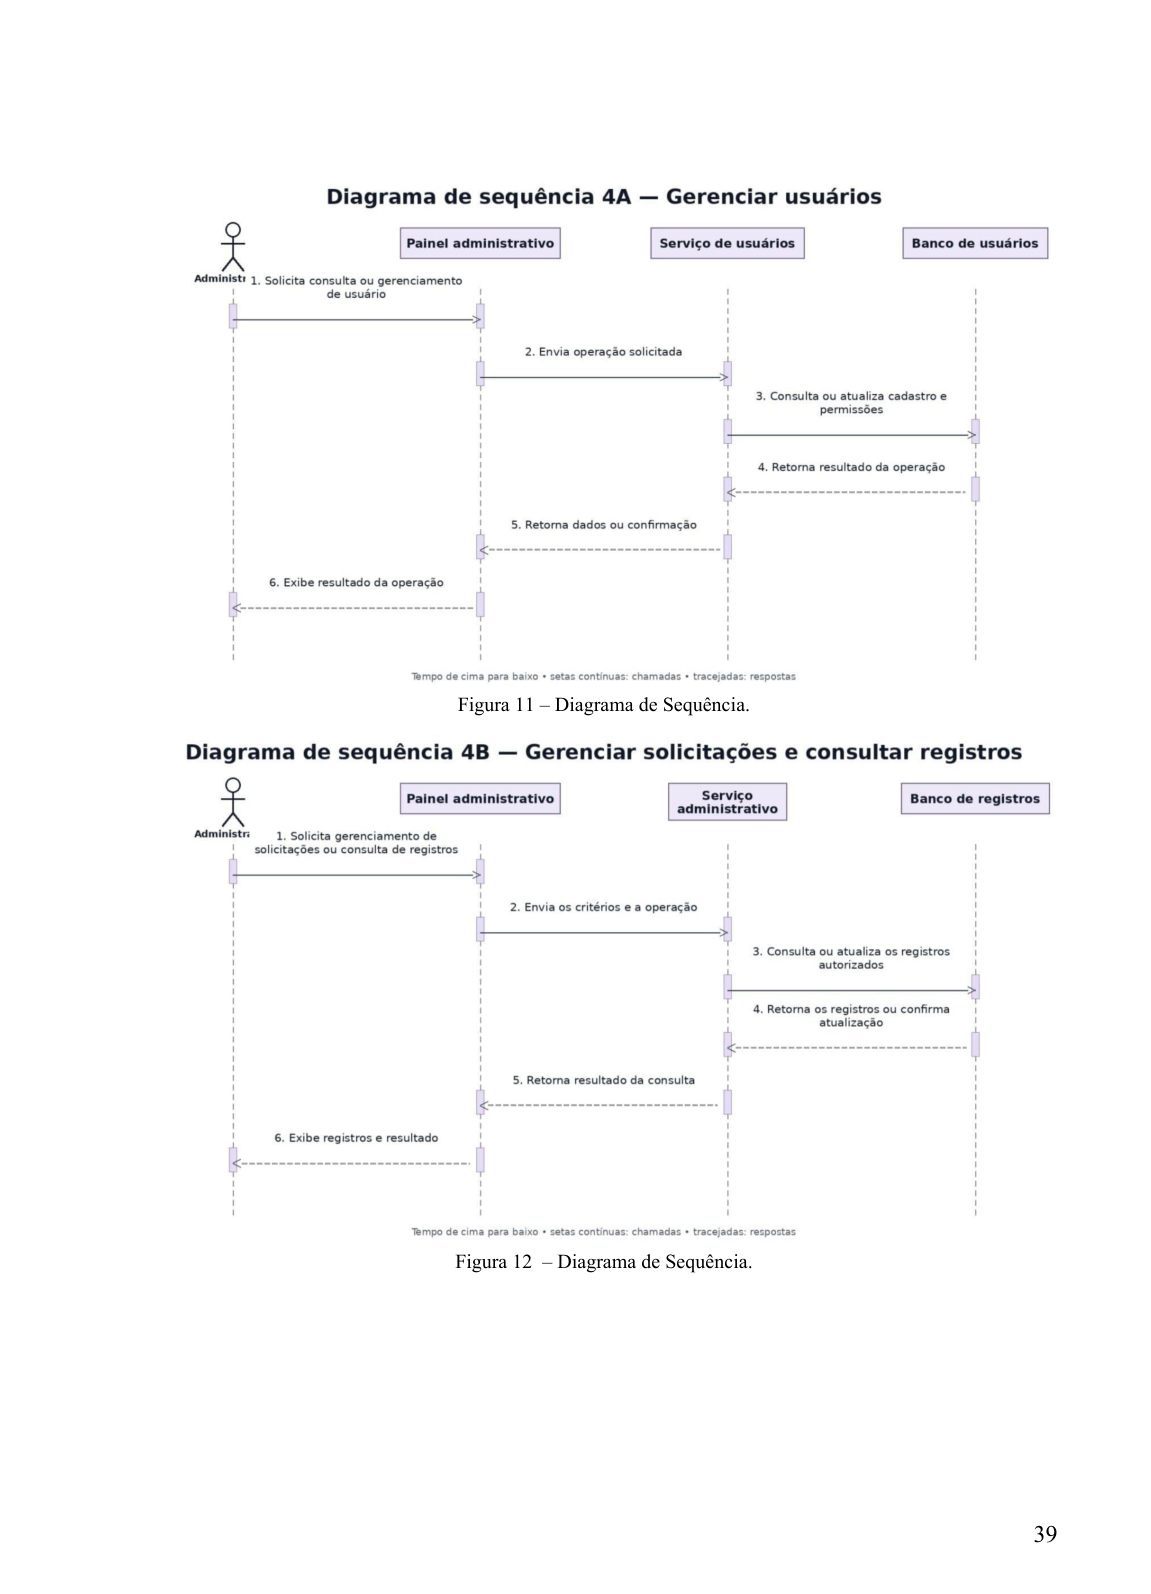 Diagrama de sequência 4A — Gerenciar usuários
Painel administrativo
Serviço de usuários
Banco de usuários
1. Solicita consulta ou gerenciamento
de usuário
2. Envia operação solicitada
3. Consulta ou atualiza cadastro e
permissões
4. Retorna resultado da operação
5. Retorna dados ou confirmação
6. Exibe resultado da operação
Tempo de cima para baixo • setas contínuas: chamadas • tracejadas: respostas
Figura 11 – Diagrama de Sequência.
Diagrama de sequência 4B — Gerenciar solicitações e consultar registros
Painel administrativo
Serviço
administrativo
Banco de registros
1. Solicita gerenciamento de
solicitações ou consulta de registros
2. Envia os critérios e a operação
3. Consulta ou atualiza os registros
autorizados
4. Retorna os registros ou confirma
atualização
5. Retorna resultado da consulta
6. Exibe registros e resultado
Tempo de cima para baixo • setas contínuas: chamadas • tracejadas: respostas
Figura 12 – Diagrama de Sequência.
39